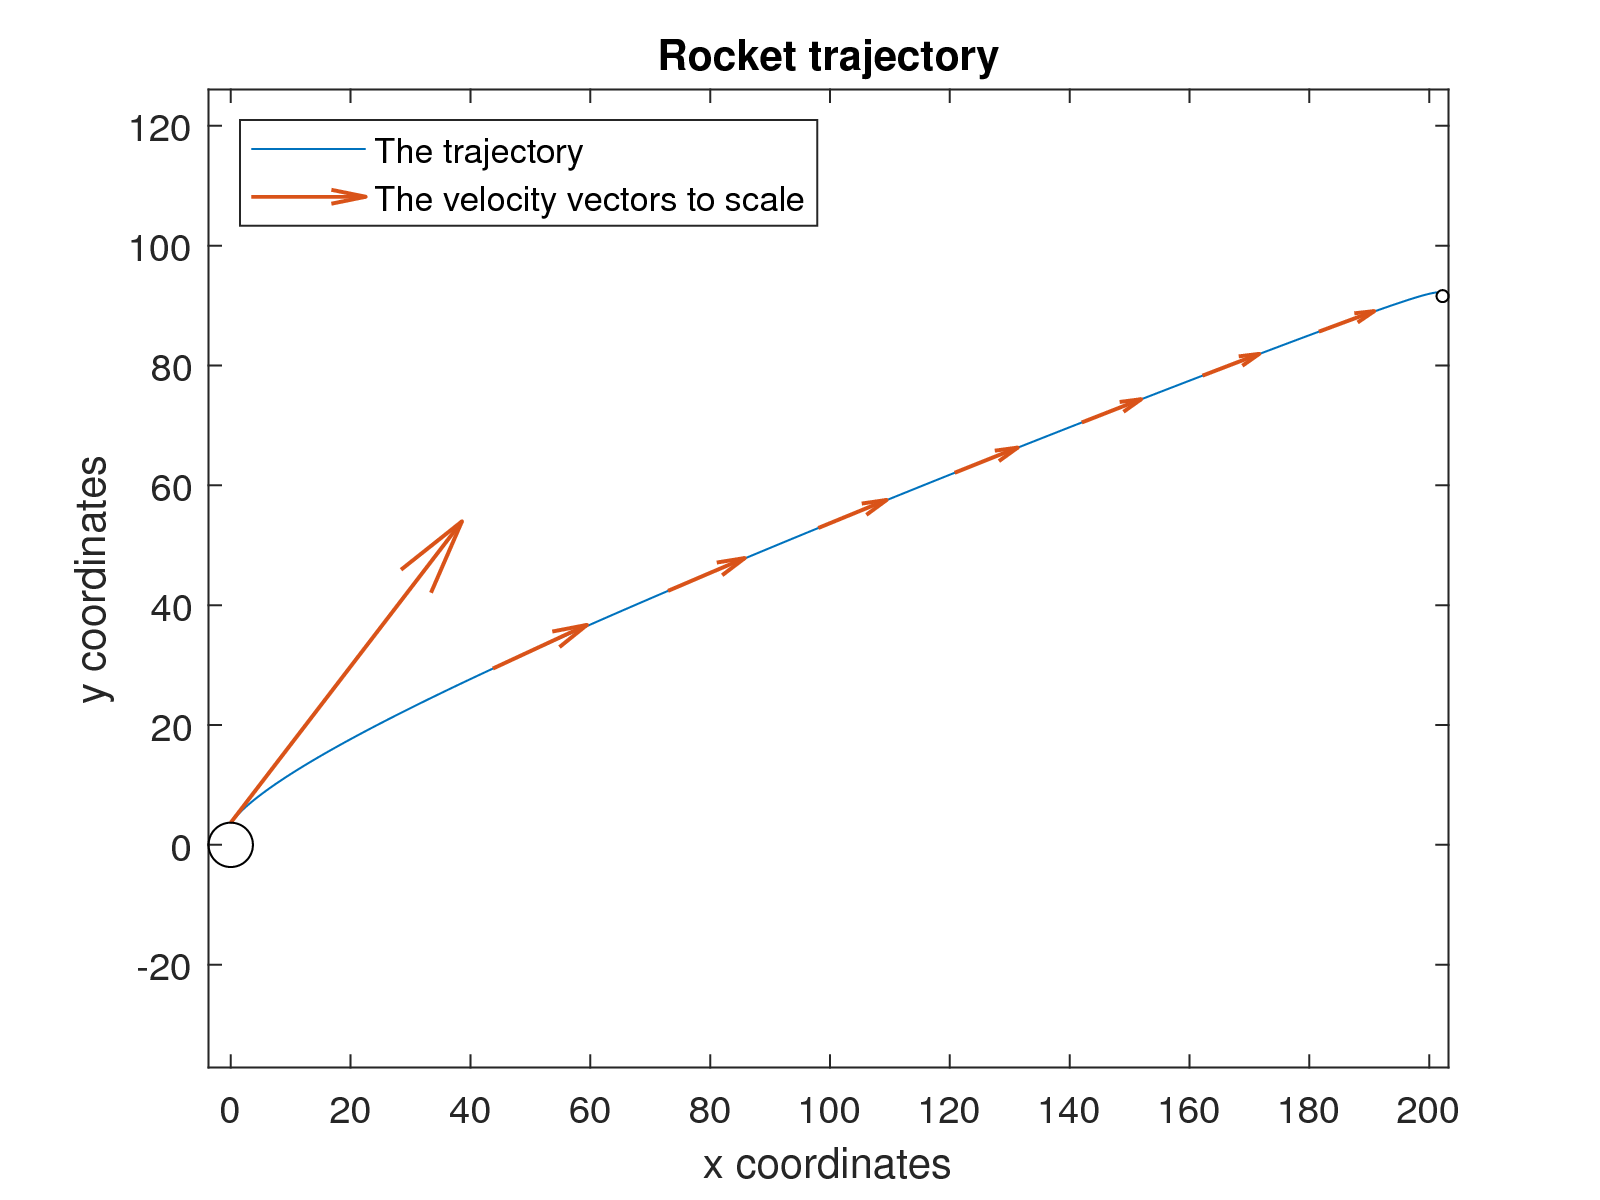 Rocket trajectory
The trajectory
The velocity vectors to scale
120
100
80
60
40
20
0
-20
y coordinates
0 20 40 60 80 100 120 140 160 180 200
x coordinates